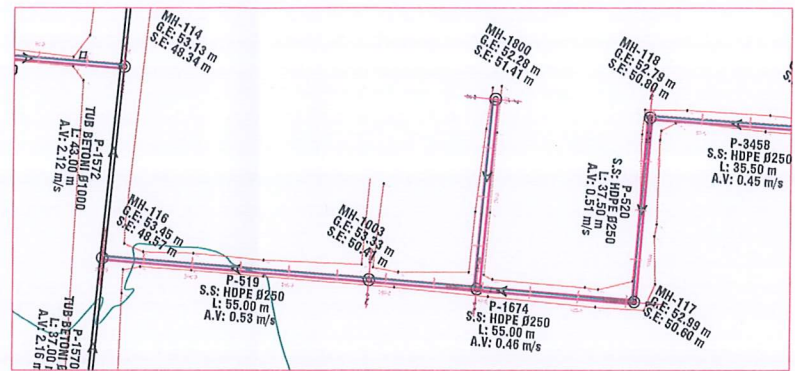 MH-114
G.E: 53.13 m
S.E: 48.34 m
MH-1800
G.E: 52.28 m
S.E: 51.41 m
MH-118
G.E: 52.79 m
S.E: 50.80 m
P-1572
TUB BETONI Ø1000
L: 43.00 m
A.V: 2.12 m/s
P-3458
S.S: HDPE Ø250
L: 35.50 m
A.V: 0.45 m/s
P-520
S.S: HDPE Ø250
L: 37.50 m
A.V: 0.51 m/s
MH-116
G.E: 53.45 m
S.E: 48.57 m
MH-1003
G.E: 53.33 m
S.E: 50.41 m
P-519
S.S: HDPE Ø250
L: 55.00 m
A.V: 0.53 m/s
P-1674
S.S: HDPE Ø250
L: 55.00 m
A.V: 0.46 m/s
MH-117
G.E: 52.99 m
S.E: 50.60 m
P-1570
TUB BETONI
L: 37.00 m
A.V: 2.16 m/s